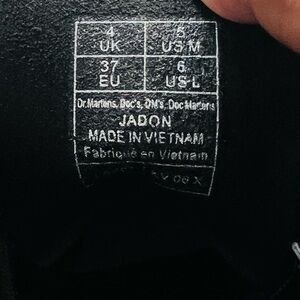 4 5
UK US M
37 6
EU US L
Dr.Martens, Doc's, DM's, Doc Martens
JADON
MADE IN VIETNAM
Fabriqué en Vietnam
06 X